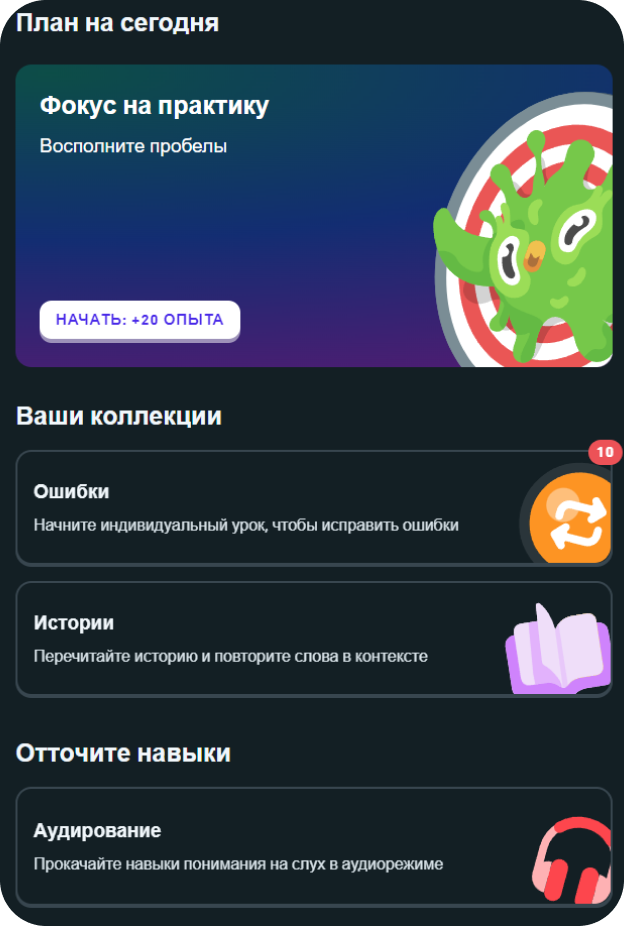 План на сегодня
Фокус на практику
Восполните пробелы
НАЧАТЬ: +20 ОПЫТА
Ваши коллекции
10
Ошибки
Начните индивидуальный урок, чтобы исправить ошибки
Истории
Перечитайте историю и повторите слова в контексте
Отточите навыки
Аудирование
Прокачайте навыки понимания на слух в аудиорежиме